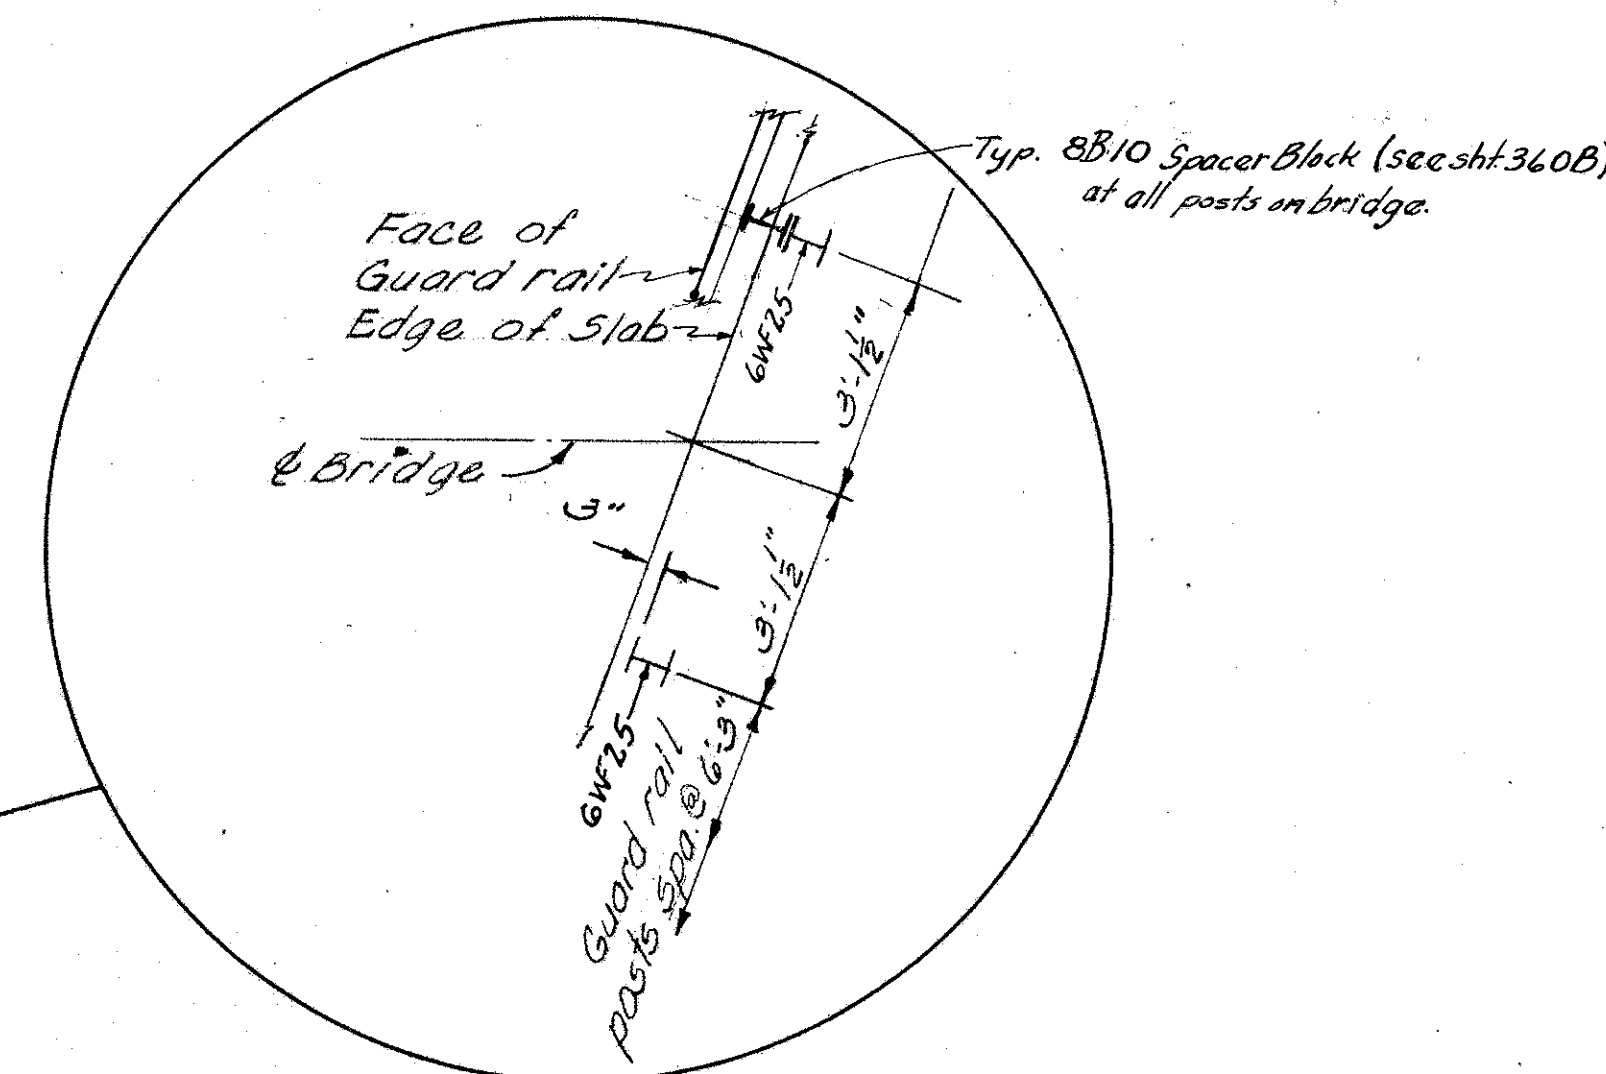 Typ. 8B10 Spacer Block (see sht. 360B)
at all posts on bridge.
Face of
Guard rail
Edge of Slab
6WF25
3'-1½"
℄ Bridge
3"
3'-1½"
6WF25
Guard rail
posts spa. @ 6'-3"